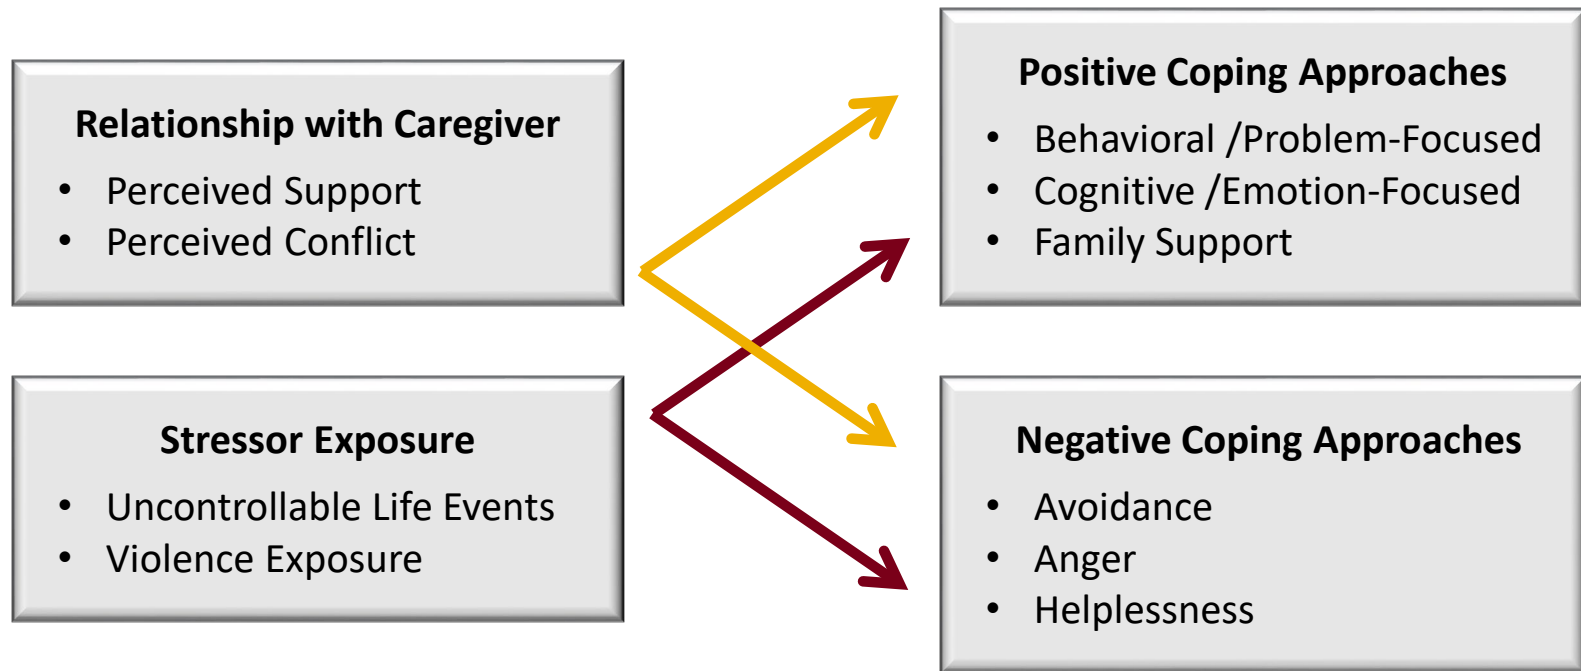 Relationship with Caregiver
• Perceived Support
• Perceived Conflict
Stressor Exposure
• Uncontrollable Life Events
• Violence Exposure
Positive Coping Approaches
• Behavioral /Problem-Focused
• Cognitive /Emotion-Focused
• Family Support
Negative Coping Approaches
• Avoidance
• Anger
• Helplessness